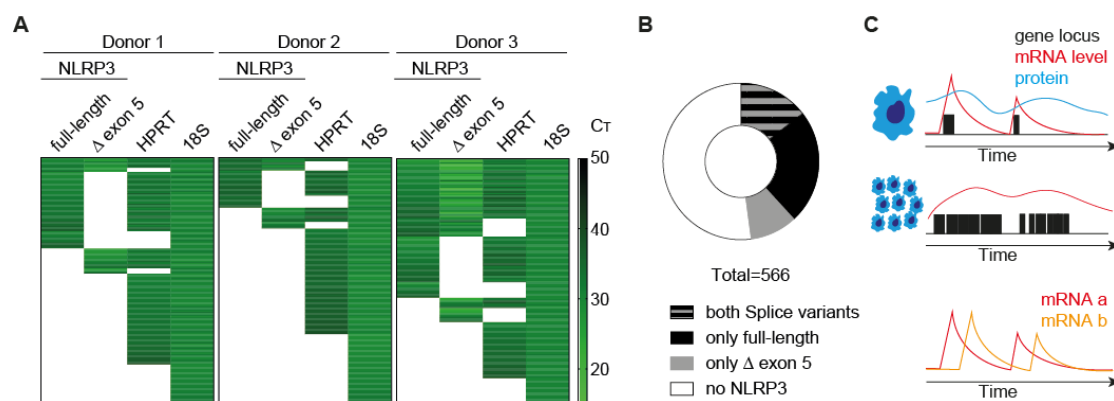 A
Donor 1
Donor 2
Donor 3
NLRP3
NLRP3
NLRP3
full-length
Δ exon 5
HPRT
18S
full-length
Δ exon 5
HPRT
18S
full-length
Δ exon 5
HPRT
18S
CT
50
40
30
20
B
Total=566
both Splice variants
only full-length
only Δ exon 5
no NLRP3
C
gene locus
mRNA level
protein
Time
Time
mRNA a
mRNA b
Time